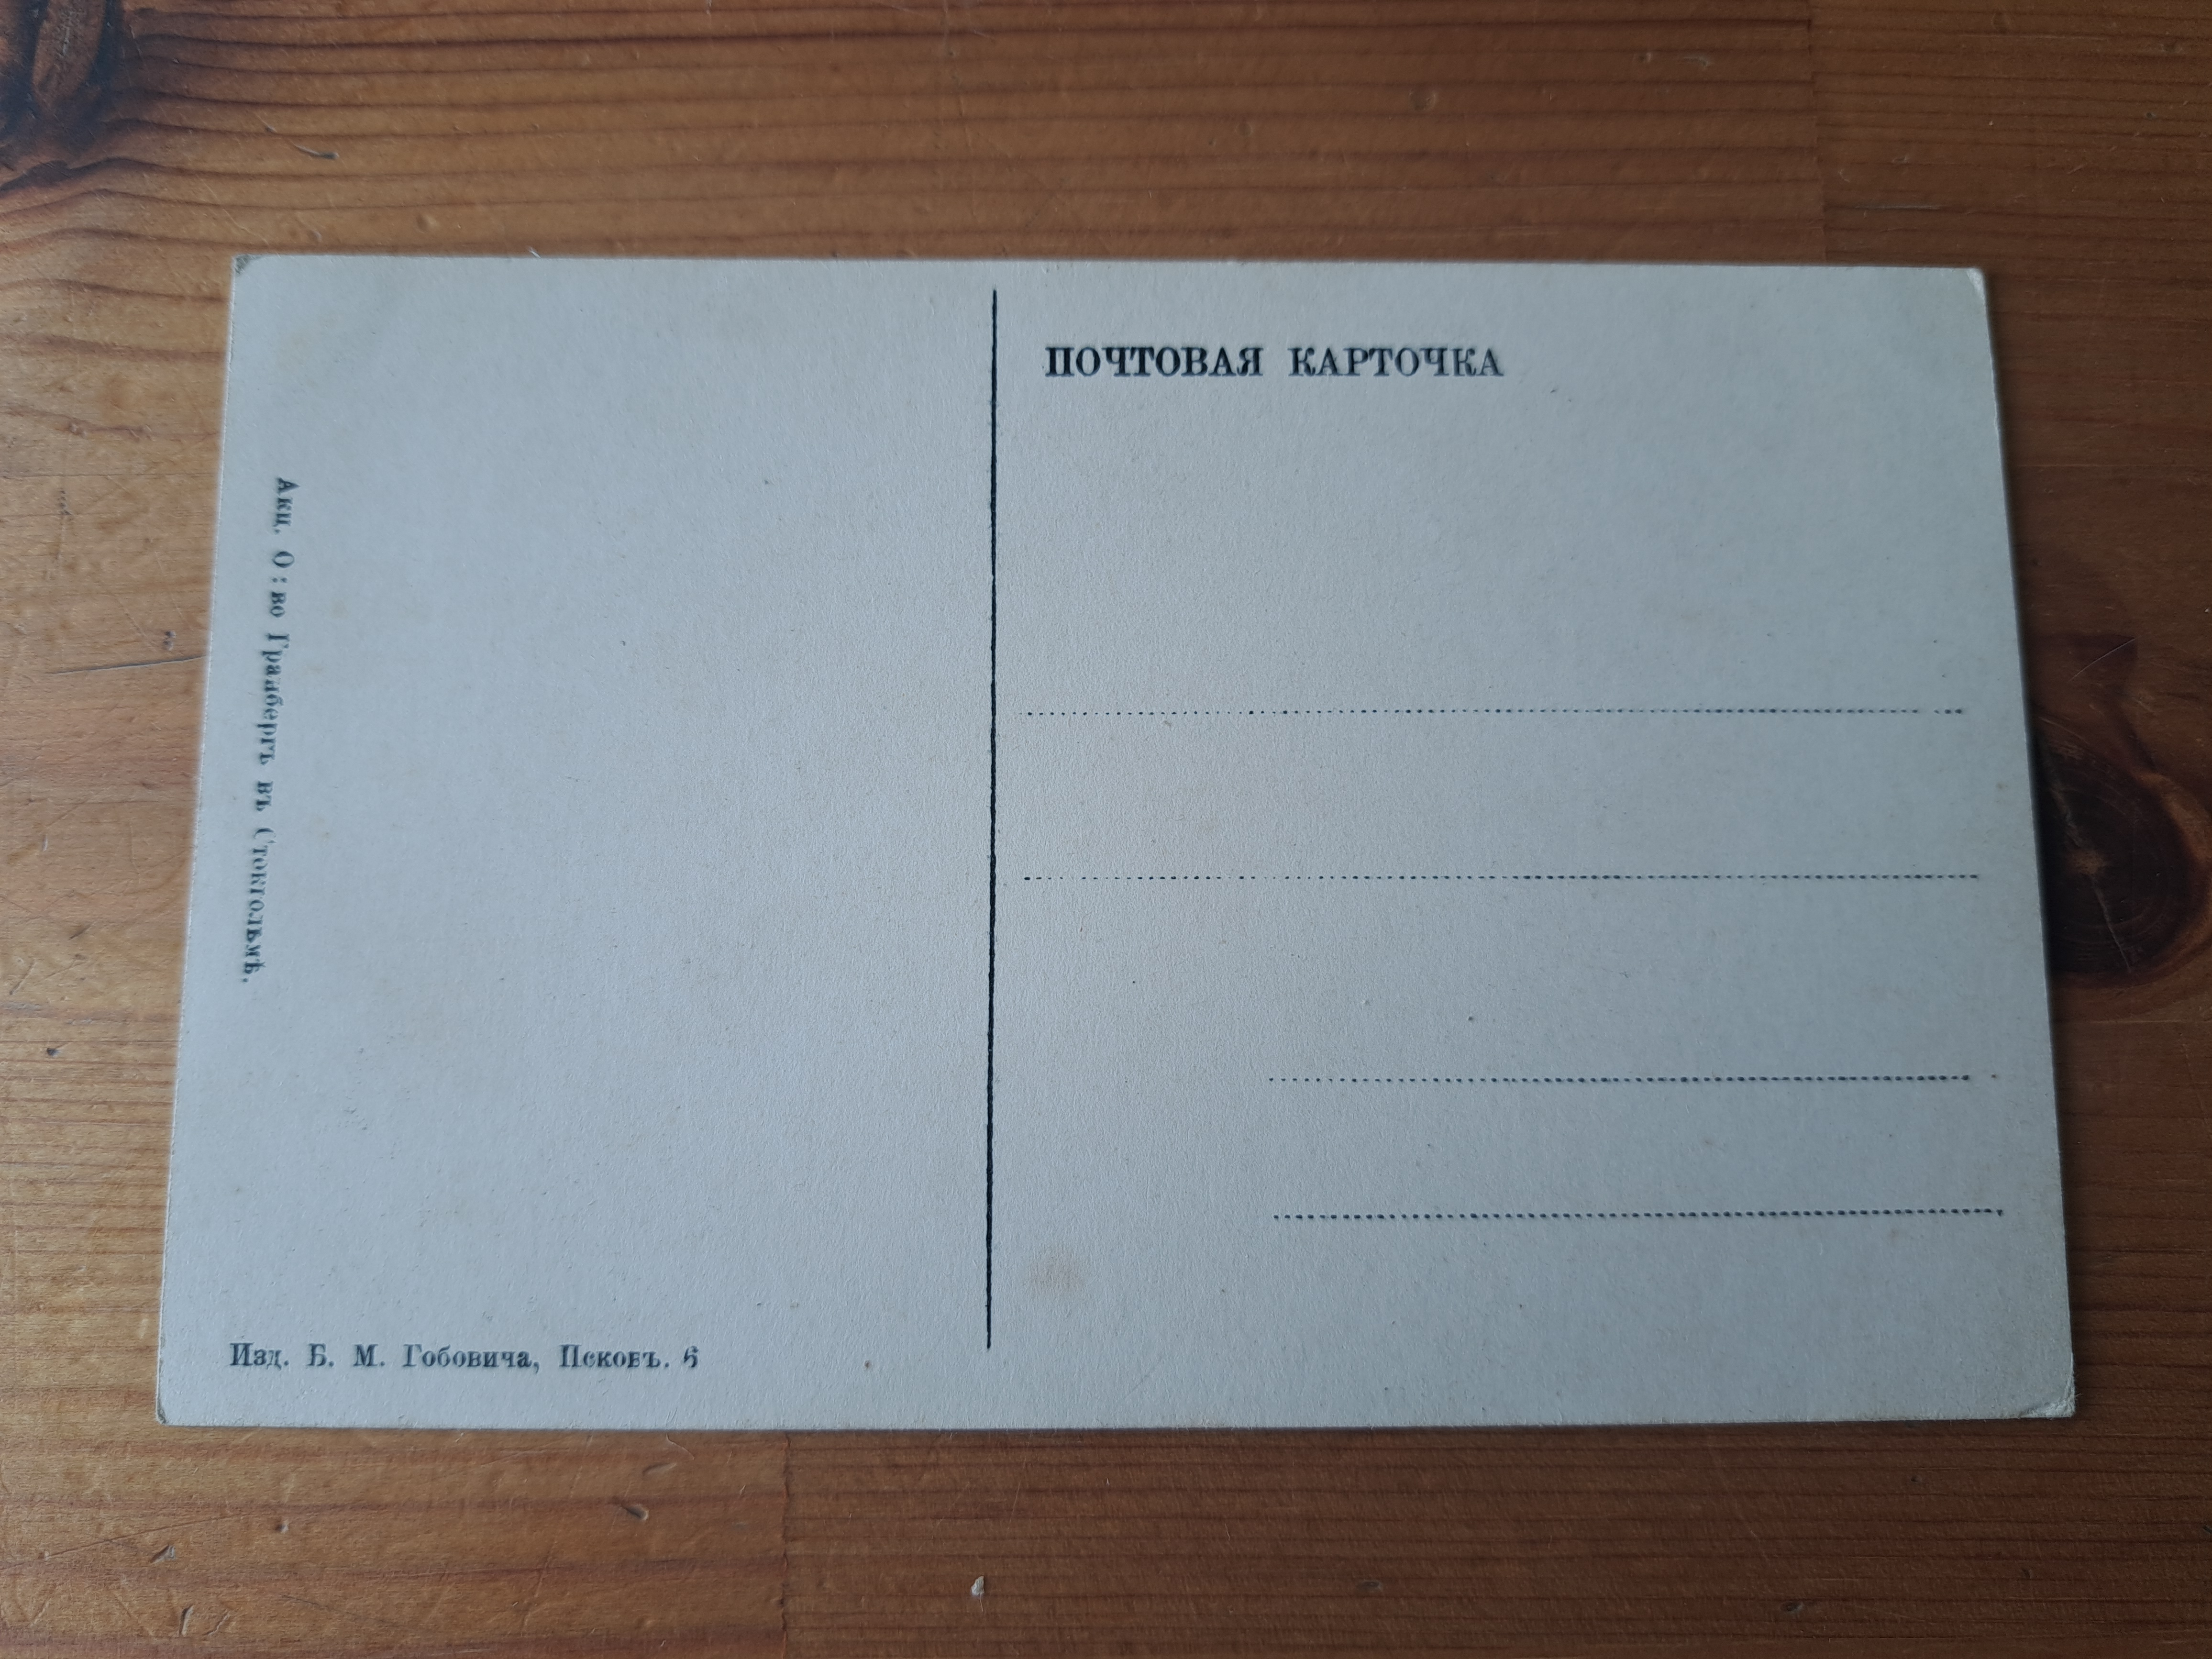 ПОЧТОВАЯ КАРТОЧКА
Акц. О:во Гранбергъ въ Стокгольмѣ.
Изд. Б. М. Гобовича, Псковъ. 6